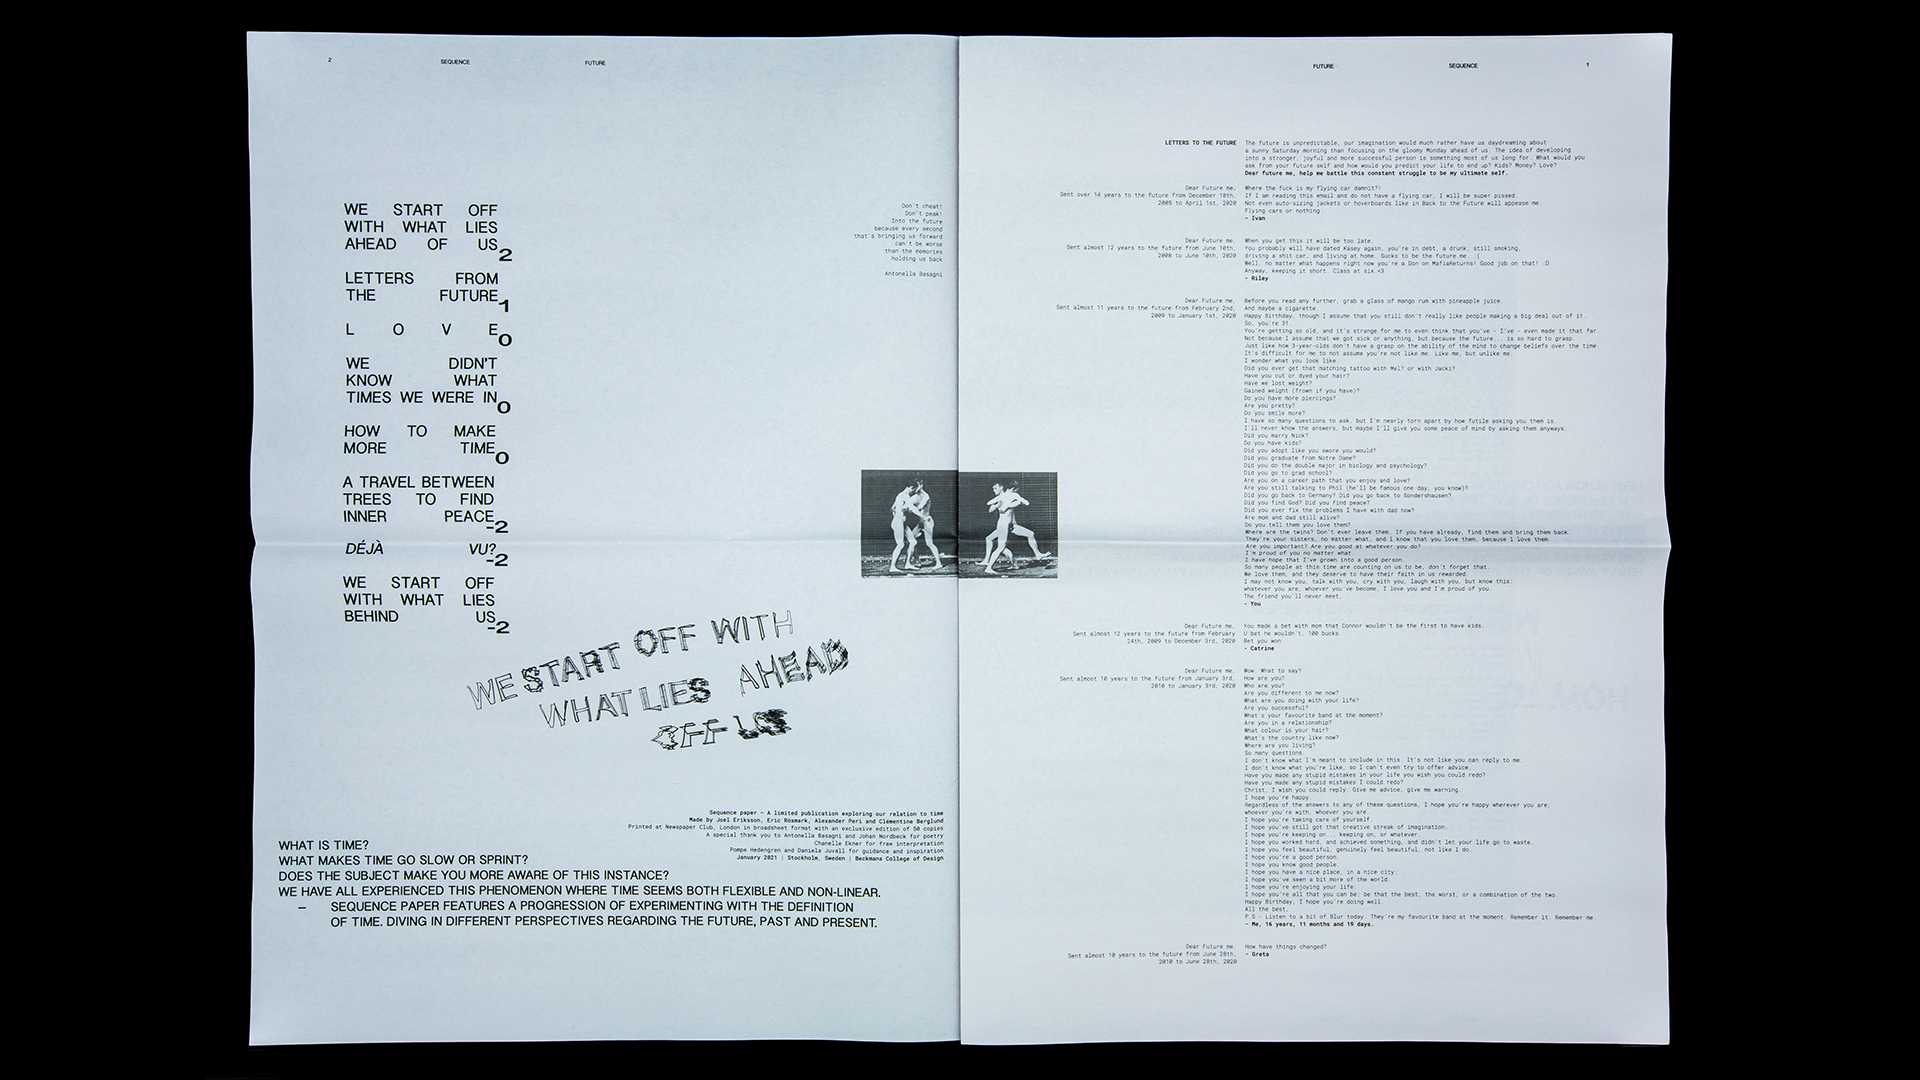 2 SEQUENCE FUTURE
WE START OFF
WITH WHAT LIES
AHEAD OF US2
LETTERS FROM
THE FUTURE1
L O V E0
WE DIDN'T
KNOW WHAT
TIMES WE WERE IN0
HOW TO MAKE
MORE TIME0
A TRAVEL BETWEEN
TREES TO FIND
INNER PEACE-2
DÉJÀ VU?-2
WE START OFF
WITH WHAT LIES
BEHIND US-2
Don't cheat!
Don't peak!
Into the future
because every second
that's bringing us forward
can't be worse
than the memories
holding us back
Antonella Basagni
WE START OFF WITH
WHAT LIES AHEAD
OFF US
Sequence paper – A limited publication exploring our relation to time
Made by Joel Eriksson, Eric Rösmark, Alexander Peri and Clémentine Berglund
Printed at Newspaper Club, London in broadsheet format with an exclusive edition of 50 copies
A special thank you to Antonella Basagni and Johan Nordbeck for poetry
Chanelle Ekner for free interpretation
Pompe Hedengren and Daniela Juvall for guidance and inspiration
January 2021 | Stockholm, Sweden | Beckmans College of Design
WHAT IS TIME?
WHAT MAKES TIME GO SLOW OR SPRINT?
DOES THE SUBJECT MAKE YOU MORE AWARE OF THIS INSTANCE?
WE HAVE ALL EXPERIENCED THIS PHENOMENON WHERE TIME SEEMS BOTH FLEXIBLE AND NON-LINEAR.
– SEQUENCE PAPER FEATURES A PROGRESSION OF EXPERIMENTING WITH THE DEFINITION
OF TIME. DIVING IN DIFFERENT PERSPECTIVES REGARDING THE FUTURE, PAST AND PRESENT.
FUTURE SEQUENCE 1
LETTERS TO THE FUTURE
The future is unpredictable, our imagination would much rather have us daydreaming about
a sunny Saturday morning than focusing on the gloomy Monday ahead of us. The idea of developing
into a stronger, joyful and more successful person is something most of us long for. What would you
ask from your future self and how would you predict your life to end up? Kids? Money? Love?
Dear future me, help me battle this constant struggle to be my ultimate self.
Dear Future me,
Sent over 14 years to the future from December 18th,
2005 to April 1st, 2020
Where the fuck is my flying car damnit?!
If I am reading this email and do not have a flying car, I will be super pissed.
Not even auto-sizing jackets or hoverboards like in Back to the Future will appease me.
Flying cars or nothing.
- Ivan
Dear Future me,
Sent almost 12 years to the future from June 10th,
2008 to June 10th, 2020
When you get this it will be too late.
You probably will have dated Kasey again, you're in debt, a drunk, still smoking,
driving a shit car, and living at home. Sucks to be the future me. :(
Well, no matter what happens right now you're a Don on MafiaReturns! Good job on that! :D
Anyway, keeping it short. Class at six.<3
- Riley
Dear Future me,
Sent almost 11 years to the future from February 2nd,
2009 to January 1st, 2020
Before you read any further, grab a glass of mango rum with pineapple juice.
And maybe a cigarette.
Happy Birthday, though I assume that you still don't really like people making a big deal out of it.
So, you're 31.
You're getting so old, and it's strange for me to even think that you've - I've - even made it that far.
Not because I assume that we got sick or anything, but because the future... is so hard to grasp.
Just like how 3-year-olds don't have a grasp on the ability of the mind to change beliefs over the time.
It's difficult for me to not assume you're not like me. Like me, but unlike me.
I wonder what you look like.
Did you ever get that matching tattoo with Mel? or with Jacki?
Have you cut or dyed your hair?
Have we lost weight?
Gained weight (frown if you have)?
Do you have more piercings?
Are you pretty?
Do you smile more?
I have so many questions to ask, but I'm nearly torn apart by how futile asking you them is.
I'll never know the answers, but maybe I'll give you some peace of mind by asking them anyways.
Did you marry Nick?
Do you have kids?
Did you adopt like you swore you would?
Did you graduate from Notre Dame?
Did you do the double major in biology and psychology?
Did you go to grad school?
Are you on a career path that you enjoy and love?
Are you still talking to Phil (he'll be famous one day, you know)?
Did you go back to Germany? Did you go back to Sondershausen?
Did you find God? Did you find peace?
Did you ever fix the problems I have with dad now?
Are mom and dad still alive?
Do you tell them you love them?
Where are the twins? Don't ever leave them. If you have already, find them and bring them back.
They're your sisters, no matter what, and I know that you love them, because I love them.
Are you important? Are you good at whatever you do?
I'm proud of you no matter what.
I have hope that I've grown into a good person.
So many people at this time are counting on us to be, don't forget that.
We love them, and they deserve to have their faith in us rewarded.
I may not know you, talk with you, cry with you, laugh with you, but know this:
whatever you are, whoever you've become, I love you and I'm proud of you.
The friend you'll never meet,
- You
Dear Future me,
Sent almost 12 years to the future from February
24th, 2009 to December 3rd, 2020
You made a bet with mom that Connor wouldn't be the first to have kids.
U bet he wouldn't. 100 bucks.
Bet you won
- Catrine
Dear Future me,
Sent almost 10 years to the future from January 3rd,
2010 to January 3rd, 2020
Wow. What to say?
How are you?
Who are you?
Are you different to me now?
What are you doing with your life?
Are you successful?
What's your favourite band at the moment?
Are you in a relationship?
What colour is your hair?
What's the country like now?
Where are you living?
So many questions.
I don't know what I'm meant to include in this. It's not like you can reply to me.
I don't know what you're like, so I can't even try to offer advice.
Have you made any stupid mistakes in your life you wish you could redo?
Have you made any stupid mistakes I could redo?
Christ, I wish you could reply. Give me advice, give me warning.
I hope you're happy.
Regardless of the answers to any of these questions, I hope you're happy wherever you are,
whoever you're with, whoever you are.
I hope you're taking care of yourself.
I hope you've still got that creative streak of imagination.
I hope you're keeping on... keeping on, or whatever.
I hope you worked hard, and achieved something, and didn't let your life go to waste.
I hope you feel beautiful, genuinely feel beautiful, not like I do.
I hope you're a good person.
I hope you know good people.
I hope you have a nice place, in a nice city.
I hope you've seen a bit more of the world.
I hope you're enjoying your life.
I hope you're all that you can be; be that the best, the worst, or a combination of the two.
Happy Birthday, I hope you're doing well.
All the best,
P.S - Listen to a bit of Blur today. They're my favourite band at the moment. Remember it. Remember me.
- Me, 16 years, 11 months and 19 days.
Dear Future me,
Sent almost 10 years to the future from June 28th,
2010 to June 28th, 2020
How have things changed?
- Greta